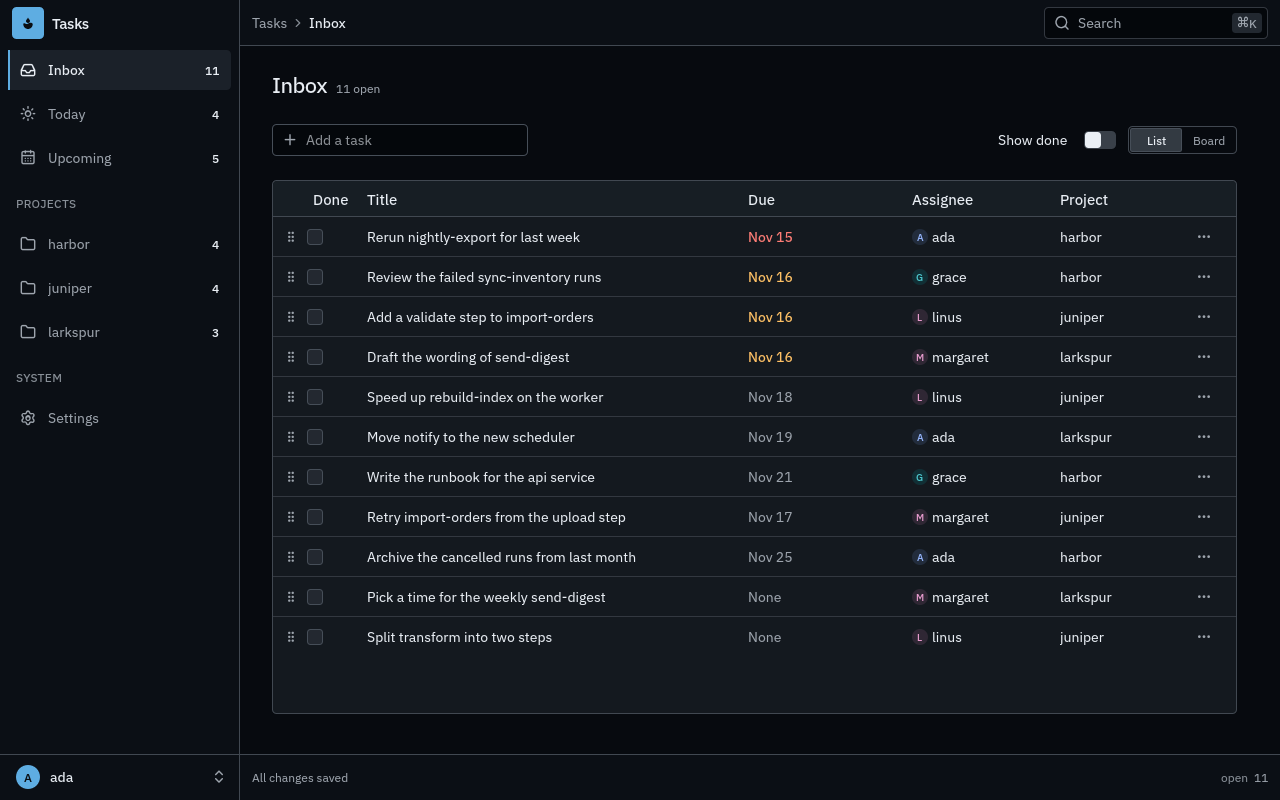 Tasks
Inbox 11
Today 4
Upcoming 5
PROJECTS
harbor 4
juniper 4
larkspur 3
SYSTEM
Settings
A ada
Tasks > Inbox
Search ⌘K
Inbox 11 open
+ Add a task
Show done List Board
Done Title Due Assignee Project
Rerun nightly-export for last week Nov 15 A ada harbor
Review the failed sync-inventory runs Nov 16 G grace harbor
Add a validate step to import-orders Nov 16 L linus juniper
Draft the wording of send-digest Nov 16 M margaret larkspur
Speed up rebuild-index on the worker Nov 18 L linus juniper
Move notify to the new scheduler Nov 19 A ada larkspur
Write the runbook for the api service Nov 21 G grace harbor
Retry import-orders from the upload step Nov 17 M margaret juniper
Archive the cancelled runs from last month Nov 25 A ada harbor
Pick a time for the weekly send-digest None M margaret larkspur
Split transform into two steps None L linus juniper
All changes saved
open 11